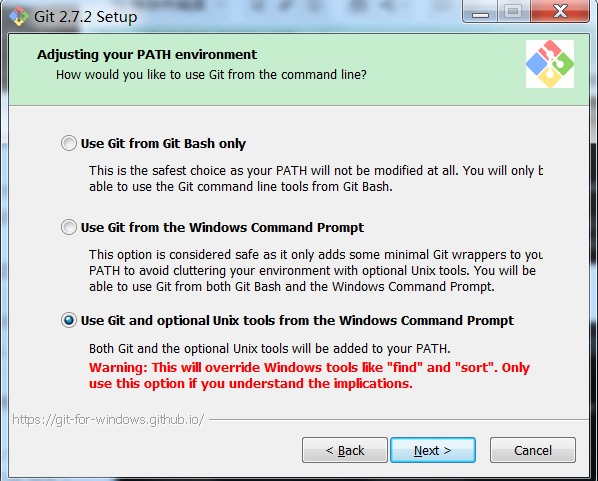 Git 2.7.2 Setup
Adjusting your PATH environment
How would you like to use Git from the command line?
Use Git from Git Bash only
This is the safest choice as your PATH will not be modified at all. You will only b
able to use the Git command line tools from Git Bash.
Use Git from the Windows Command Prompt
This option is considered safe as it only adds some minimal Git wrappers to you
PATH to avoid cluttering your environment with optional Unix tools. You will be
able to use Git from both Git Bash and the Windows Command Prompt.
Use Git and optional Unix tools from the Windows Command Prompt
Both Git and the optional Unix tools will be added to your PATH.
Warning: This will override Windows tools like "find" and "sort". Only
use this option if you understand the implications.
https://git-for-windows.github.io/
< Back
Next >
Cancel